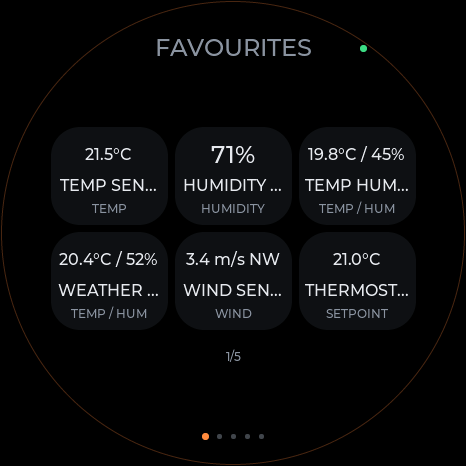 FAVOURITES
21.5°C
TEMP SEN...
TEMP
71%
HUMIDITY ...
HUMIDITY
19.8°C / 45%
TEMP HUM...
TEMP / HUM
20.4°C / 52%
WEATHER ...
TEMP / HUM
3.4 m/s NW
WIND SEN...
WIND
21.0°C
THERMOST...
SETPOINT
1/5